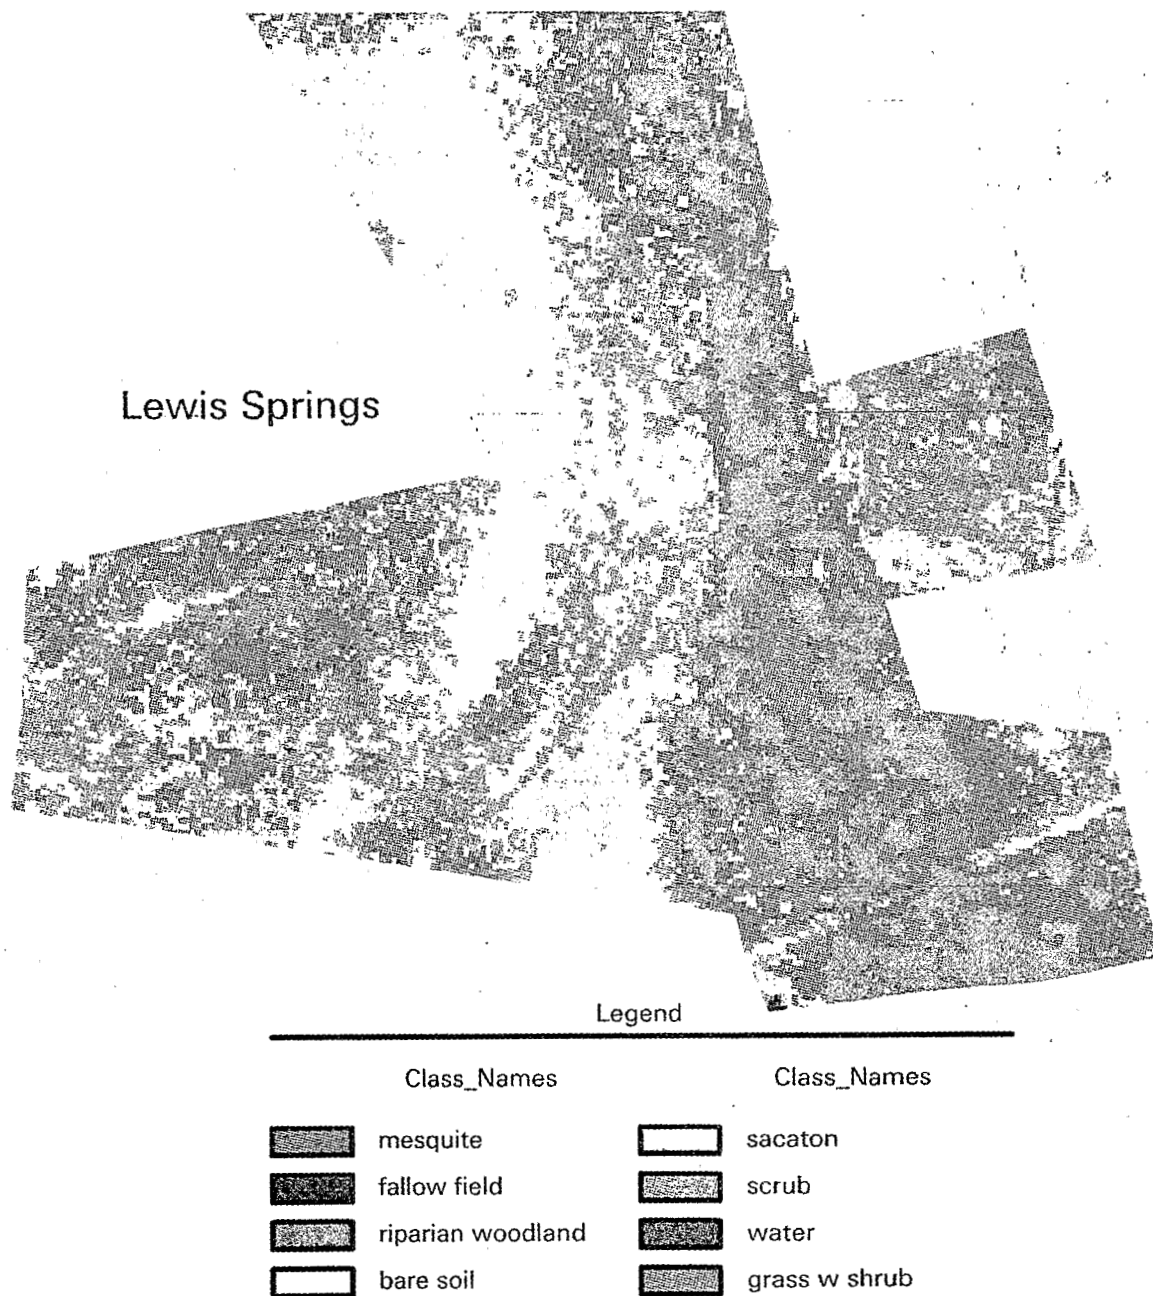 Lewis Springs
Legend
Class_Names
Class_Names
mesquite
sacaton
fallow field
scrub
riparian woodland
water
bare soil
grass w shrub